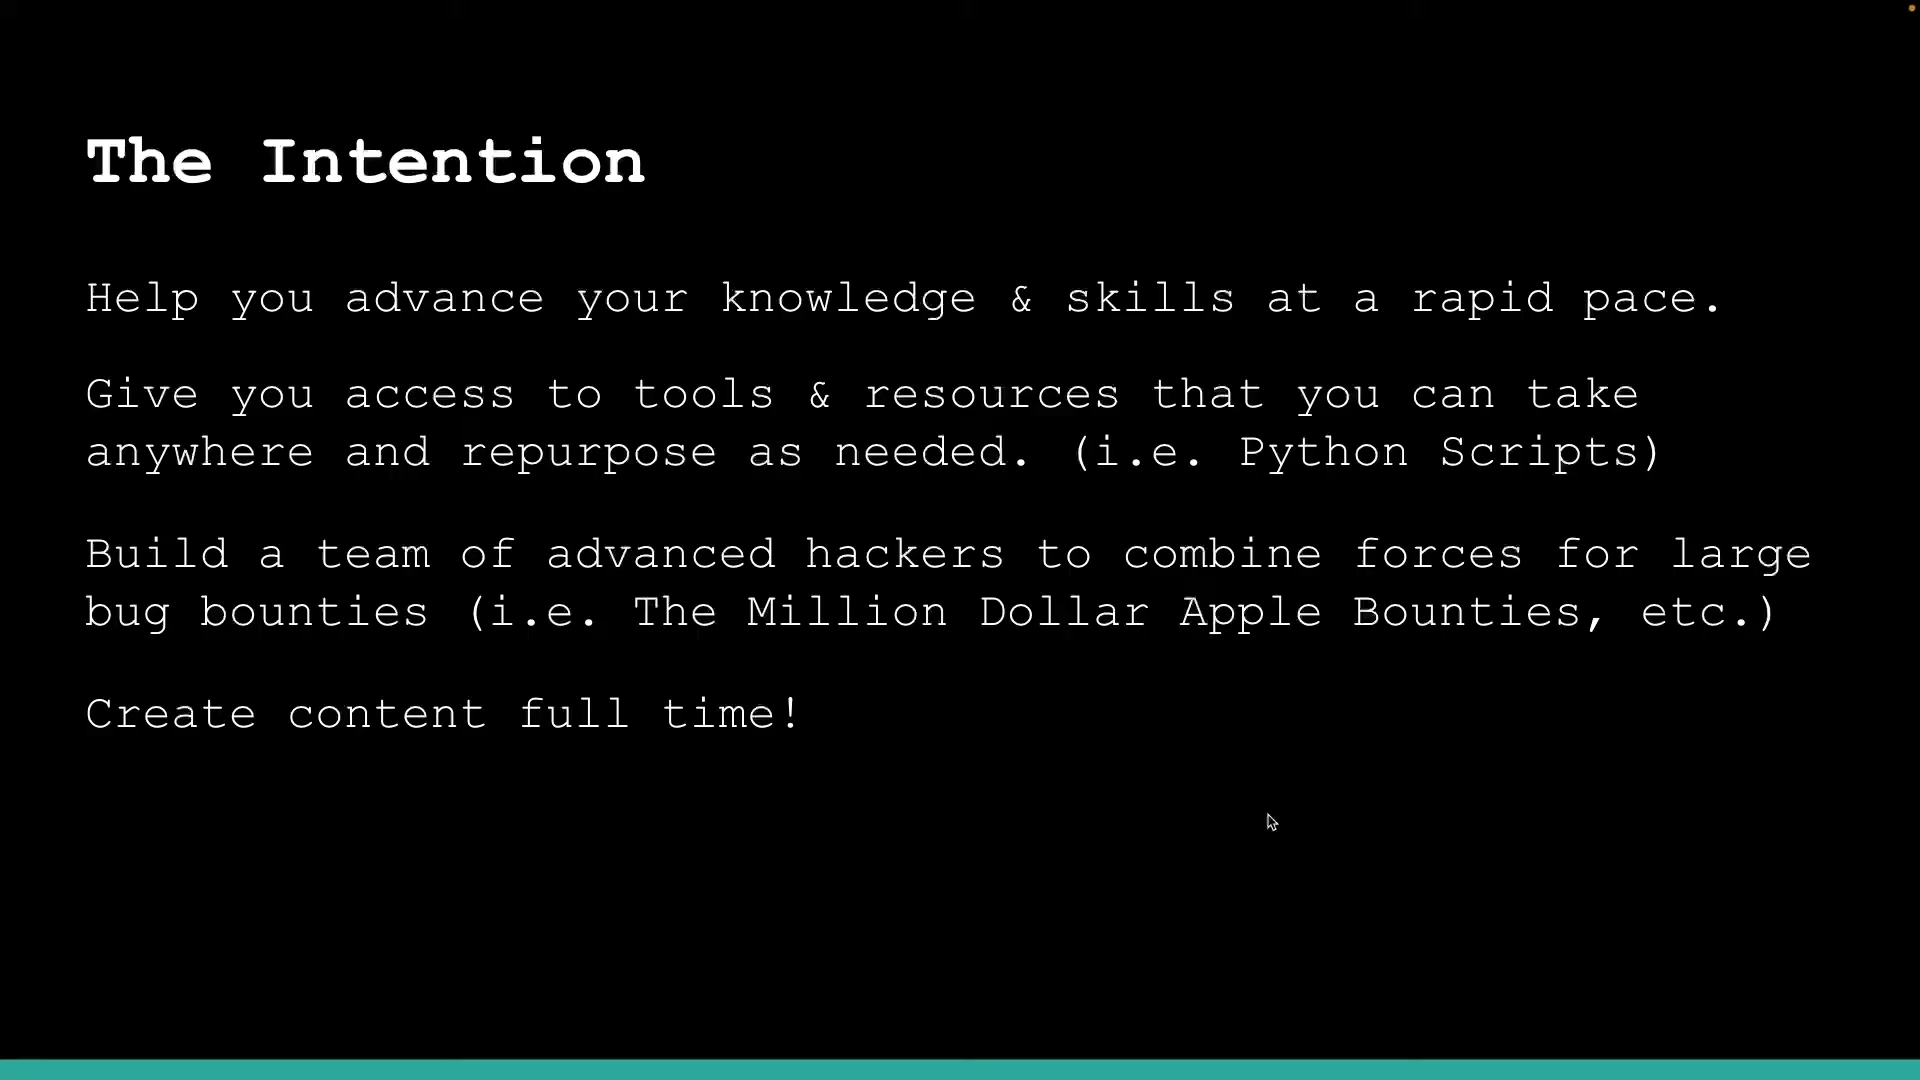 The Intention
Help you advance your knowledge & skills at a rapid pace.
Give you access to tools & resources that you can take
anywhere and repurpose as needed. (i.e. Python Scripts)
Build a team of advanced hackers to combine forces for large
bug bounties (i.e. The Million Dollar Apple Bounties, etc.)
Create content full time!